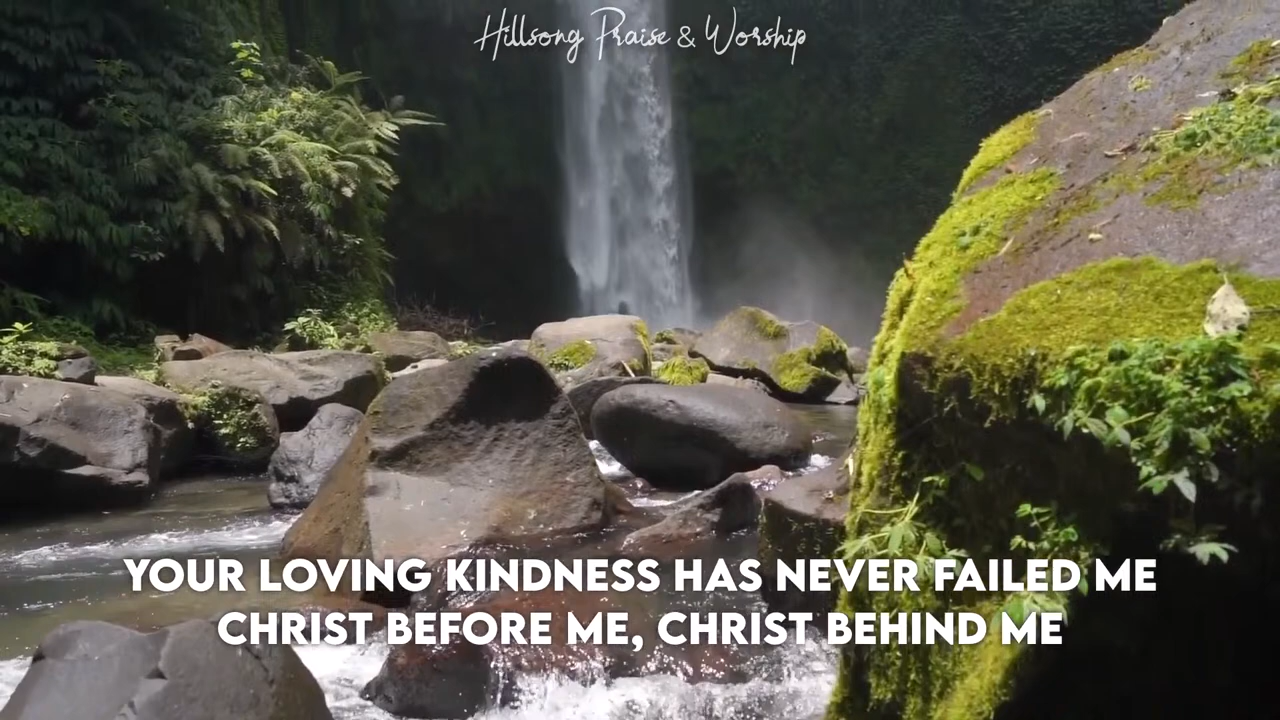 Hillsong Praise & Worship
YOUR LOVING KINDNESS HAS NEVER FAILED ME
CHRIST BEFORE ME, CHRIST BEHIND ME